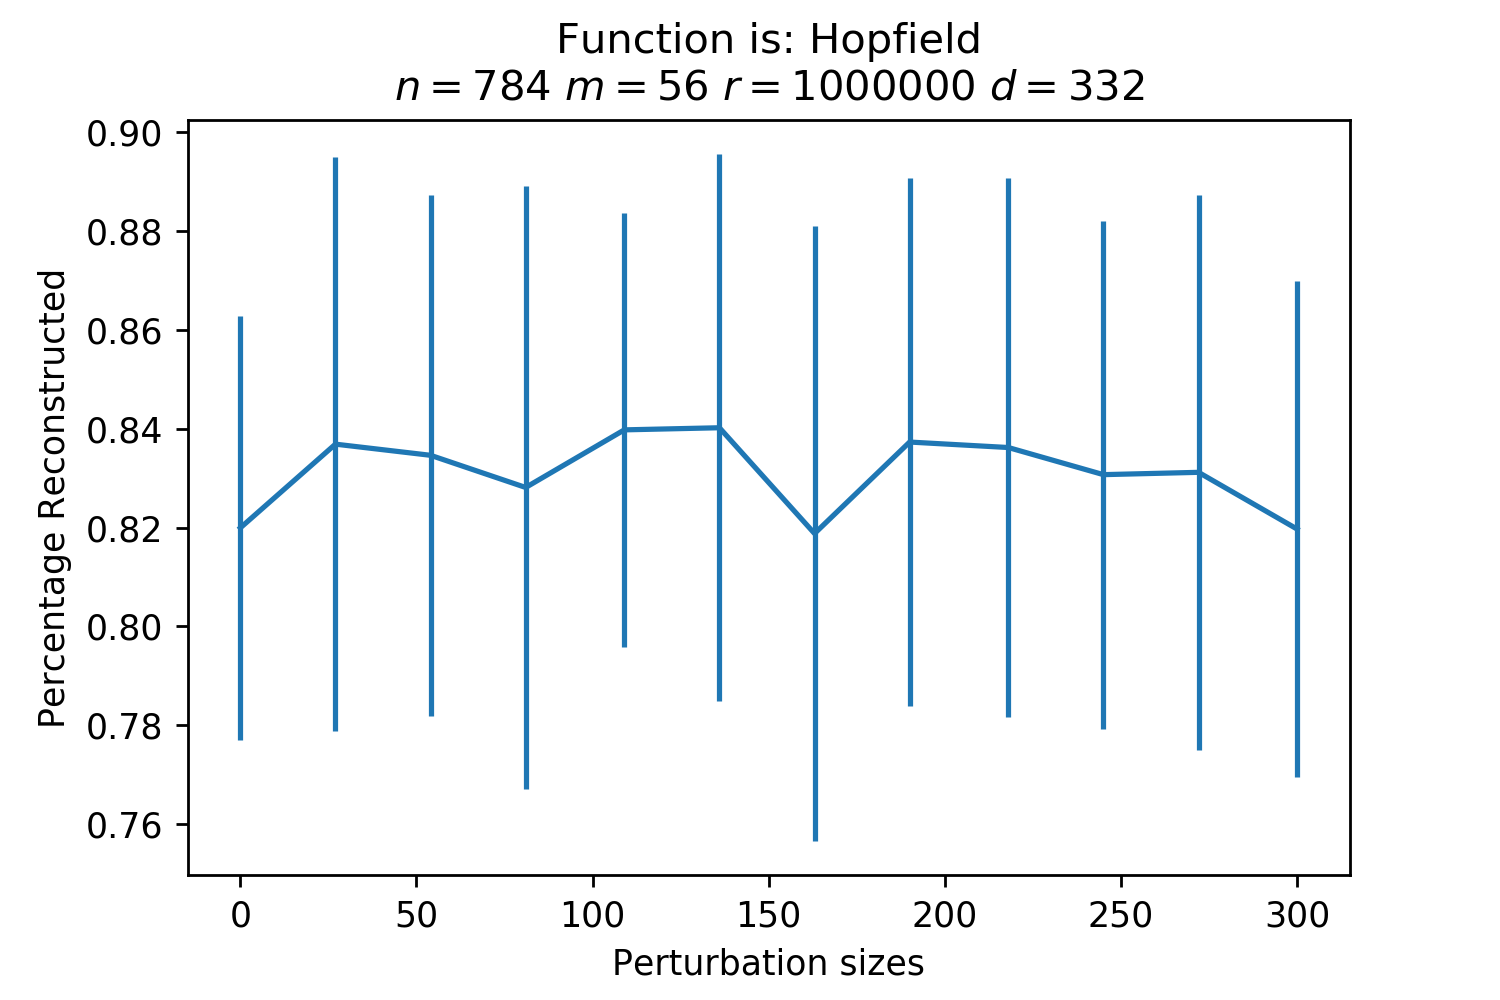 Function is: Hopfield
n = 784 m = 56 r = 1000000 d = 332
Percentage Reconstructed
0.90
0.88
0.86
0.84
0.82
0.80
0.78
0.76
0 50 100 150 200 250 300
Perturbation sizes